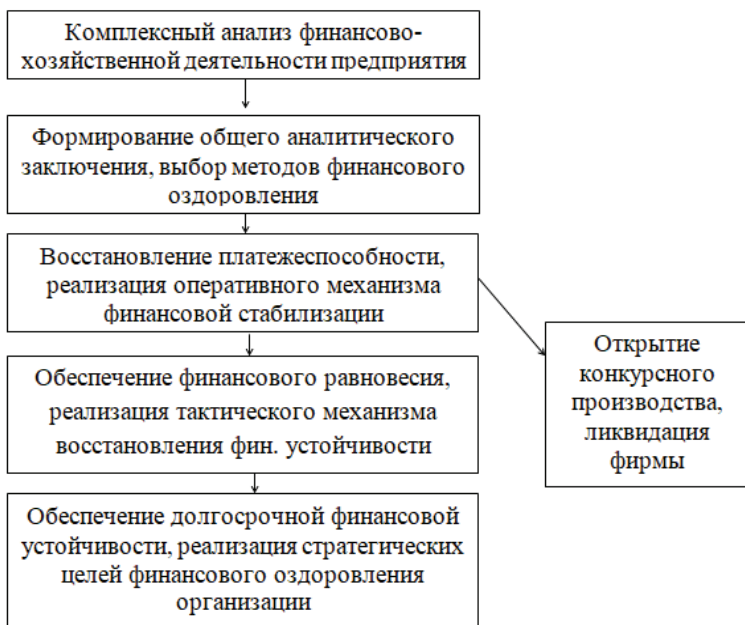 Комплексный анализ финансово-
хозяйственной деятельности предприятия
Формирование общего аналитического
заключения, выбор методов финансового
оздоровления
Восстановление платежеспособности,
реализация оперативного механизма
финансовой стабилизации
Открытие
конкурсного
производства,
ликвидация
фирмы
Обеспечение финансового равновесия,
реализация тактического механизма
восстановления фин. устойчивости
Обеспечение долгосрочной финансовой
устойчивости, реализация стратегических
целей финансового оздоровления
организации